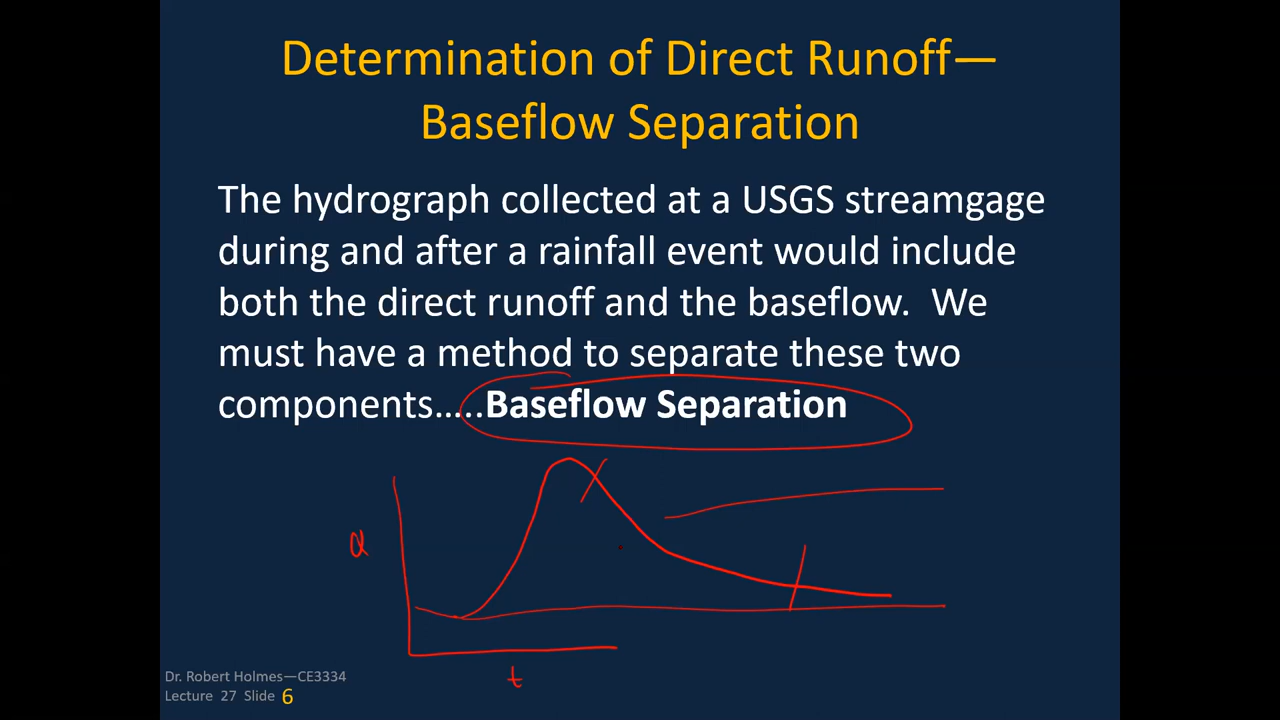 Determination of Direct Runoff—
Baseflow Separation
The hydrograph collected at a USGS streamgage
during and after a rainfall event would include
both the direct runoff and the baseflow.  We
must have a method to separate these two
components…..Baseflow Separation
Q
t
Dr. Robert Holmes—CE3334
Lecture 27 Slide 6